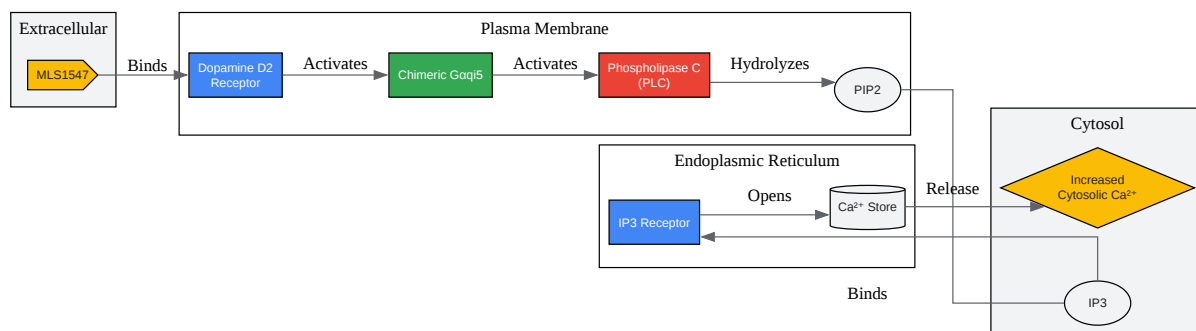 Extracellular
MLS1547
Binds
Plasma Membrane
Dopamine D2
Receptor
Activates
Chimeric Gαqi5
Activates
Phospholipase C
(PLC)
Hydrolyzes
PIP2
Endoplasmic Reticulum
IP3 Receptor
Opens
Ca²⁺ Store
Release
Cytosol
Increased
Cytosolic Ca²⁺
Binds
IP3